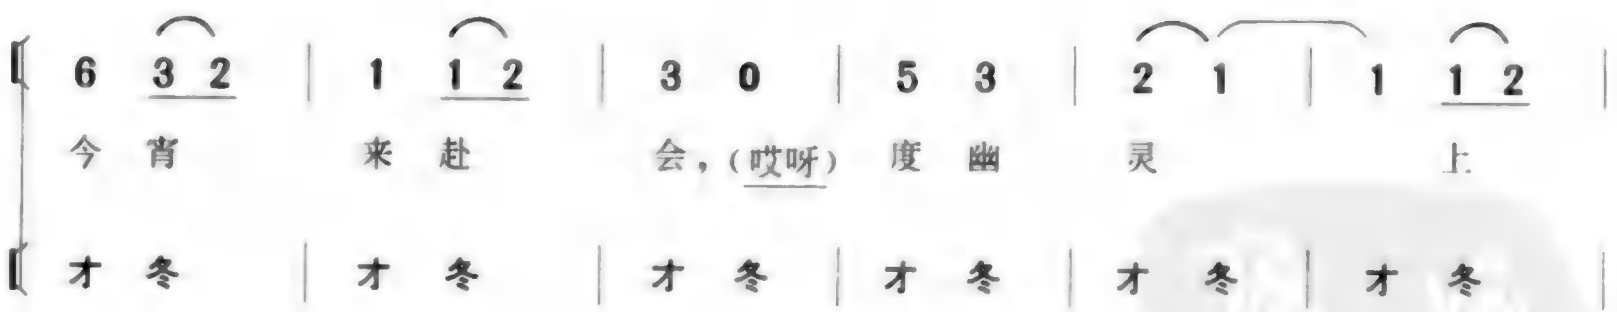 6 3 2 | 1 1 2 | 3 0 | 5 3 | 2 1 | 1 1 2 |
今 肖 来 赴 会，（哎呀） 度 幽 灵 上
才 冬 | 才 冬 | 才 冬 | 才 冬 | 才 冬 | 才 冬 |